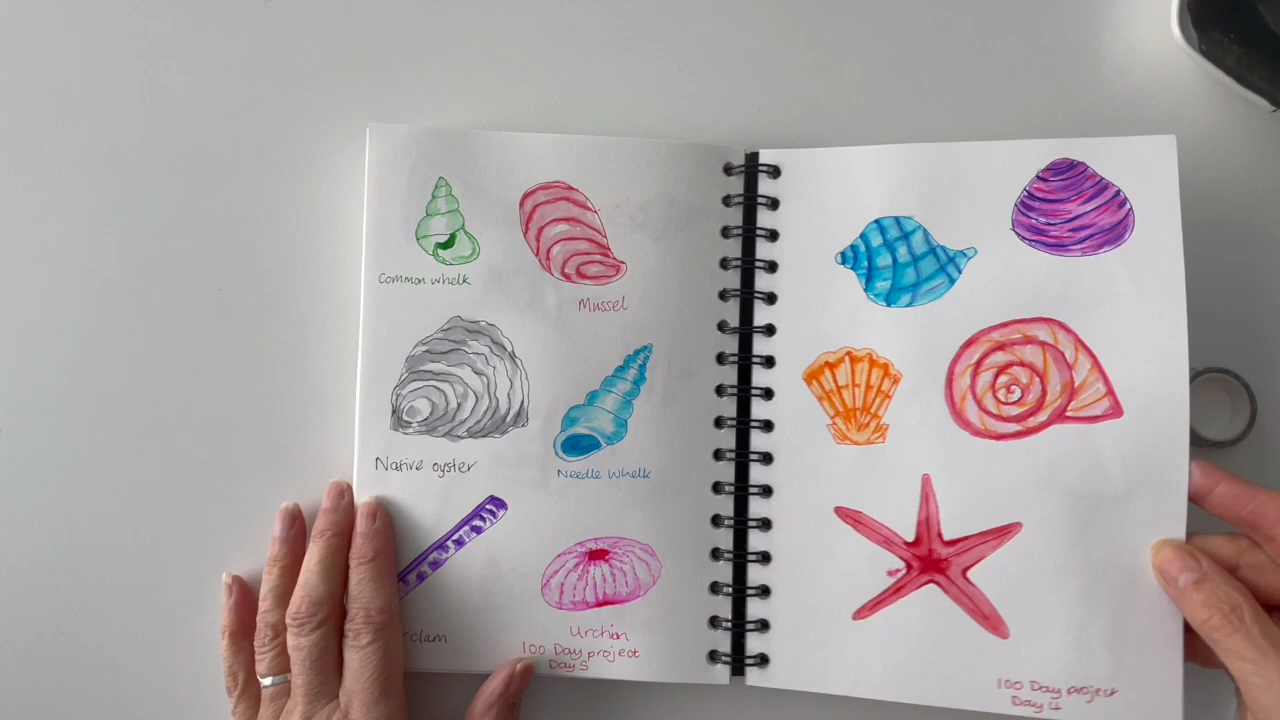 Common whelk
Mussel
Native oyster
Needle Whelk
clam
Urchin
100 Day project
Day 5
100 Day project
Day 4